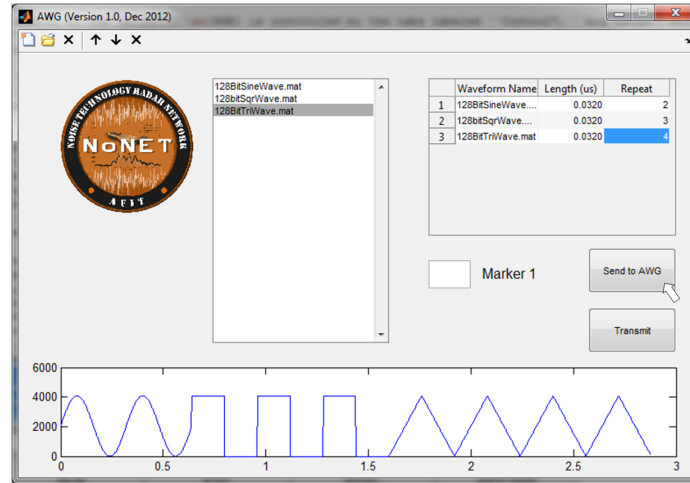 AWG (Version 1.0, Dec 2012)
NOISE TECHNOLOGY RADAR NETWORK
NoNET
AFIT
128BitSineWave.mat
128bitSqrWave.mat
128BitTriWave.mat
Waveform Name Length (us) Repeat
1 128BitSineWave.... 0.0320 2
2 128bitSqrWave.... 0.0320 3
3 128BitTriWave.mat 0.0320 4
Marker 1
Send to AWG
Transmit
6000
4000
2000
0
0 0.5 1 1.5 2 2.5 3